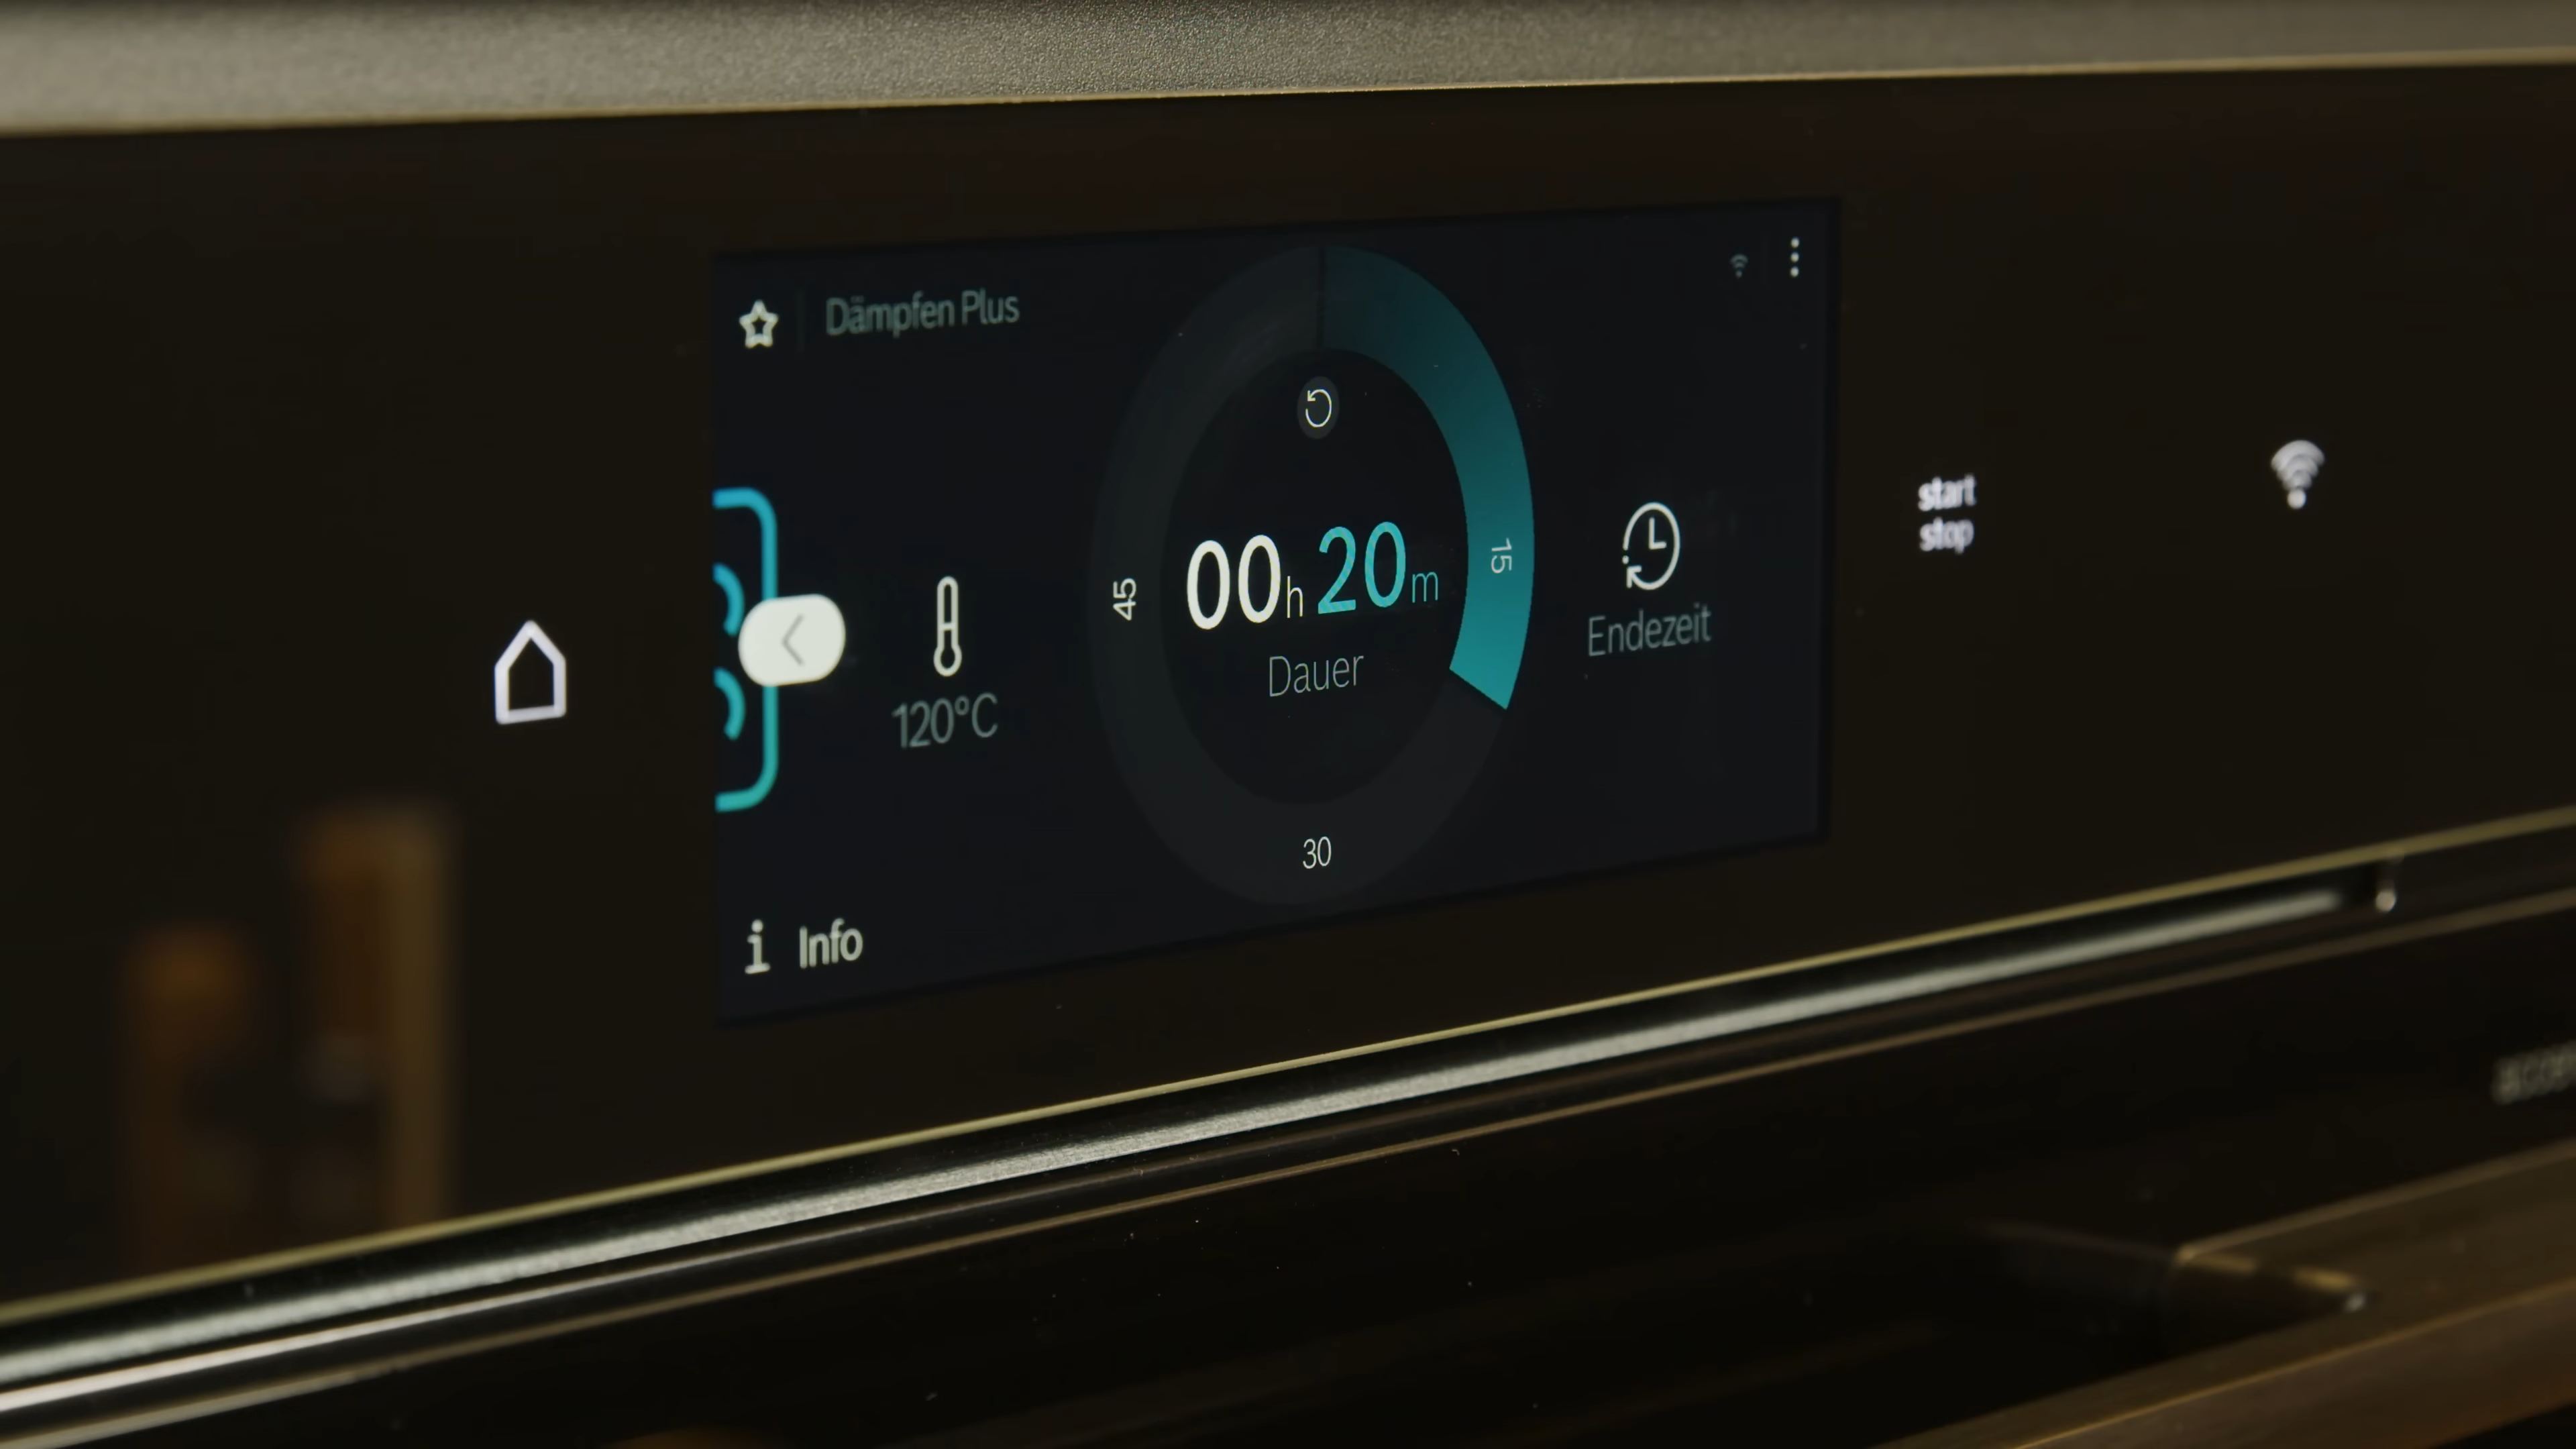 Dämpfen Plus
45
00h 20m
15
Dauer
120°C
Endezeit
30
i Info
start
stop